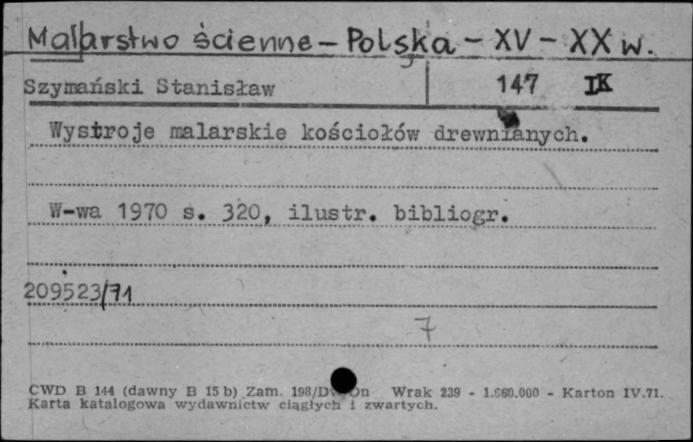 Malarstwo ścienne – Polska – XV – XX w.
Szymański Stanisław 147 IK
Wystroje malarskie kościołów drewnianych.
W-wa 1970 s. 320, ilustr. bibliogr.
209523/71
7
CWD B 144 (dawny B 15 b) Zam. 198/ Wrak 239 - 1.660.000 - Karton IV.71.
Karta katalogowa wydawnictw ciągłych i zwartych.